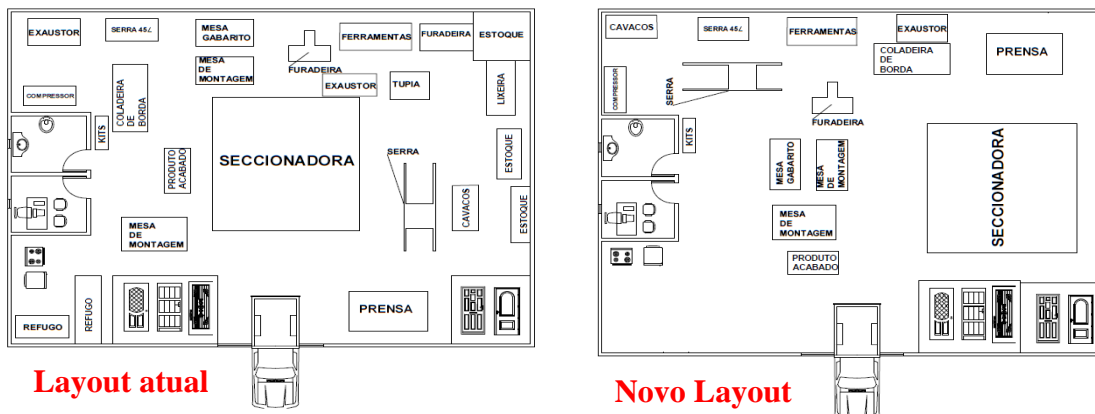 EXAUSTOR
SERRA 45∠
MESA
GABARITO
FERRAMENTAS
FURADEIRA
ESTOQUE
MESA
DE
MONTAGEM
FURADEIRA
EXAUSTOR
TUPIA
LIXEIRA
COMPRESSOR
COLADEIRA
DE
BORDA
KITS
SECCIONADORA
SERRA
ESTOQUE
PRODUTO
ACABADO
CAVACOS
ESTOQUE
MESA
DE
MONTAGEM
REFUGO
REFUGO
PRENSA
Layout atual
CAVACOS
SERRA 45∠
FERRAMENTAS
EXAUSTOR
COLADEIRA
DE
BORDA
PRENSA
COMPRESSOR
SERRA
FURADEIRA
KITS
MESA
GABARITO
MESA
DE
MONTAGEM
SECCIONADORA
MESA
DE
MONTAGEM
PRODUTO
ACABADO
Novo Layout